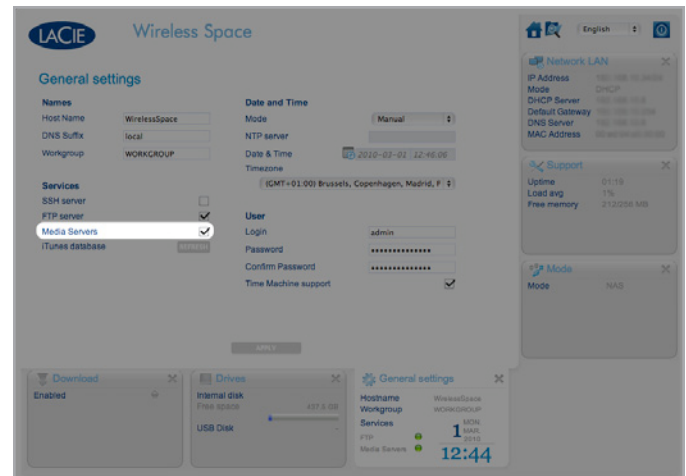 LACIE
Wireless Space
English
General settings
Names
Host Name WirelessSpace
DNS Suffix local
Workgroup WORKGROUP
Services
SSH server
FTP server
Media Servers
iTunes database REFRESH
Date and Time
Mode Manual
NTP server
Date & Time 2010-03-01 12:46:06
Timezone
(GMT+01:00) Brussels, Copenhagen, Madrid, P
User
Login admin
Password
Confirm Password
Time Machine support
APPLY
Network LAN
IP Address
Mode DHCP
DHCP Server
Default Gateway
DNS Server
MAC Address
Support
Uptime 01:16
Load avg 1%
Free memory 212/256 MB
Mode
Mode
Download
Enabled
Drives
Internal disk
Free space
USB Disk
General settings
Hostname WirelessSpace
Workgroup WORKGROUP
Services
FTP
Media Servers
MON.
1 MAR.
2010
12:44